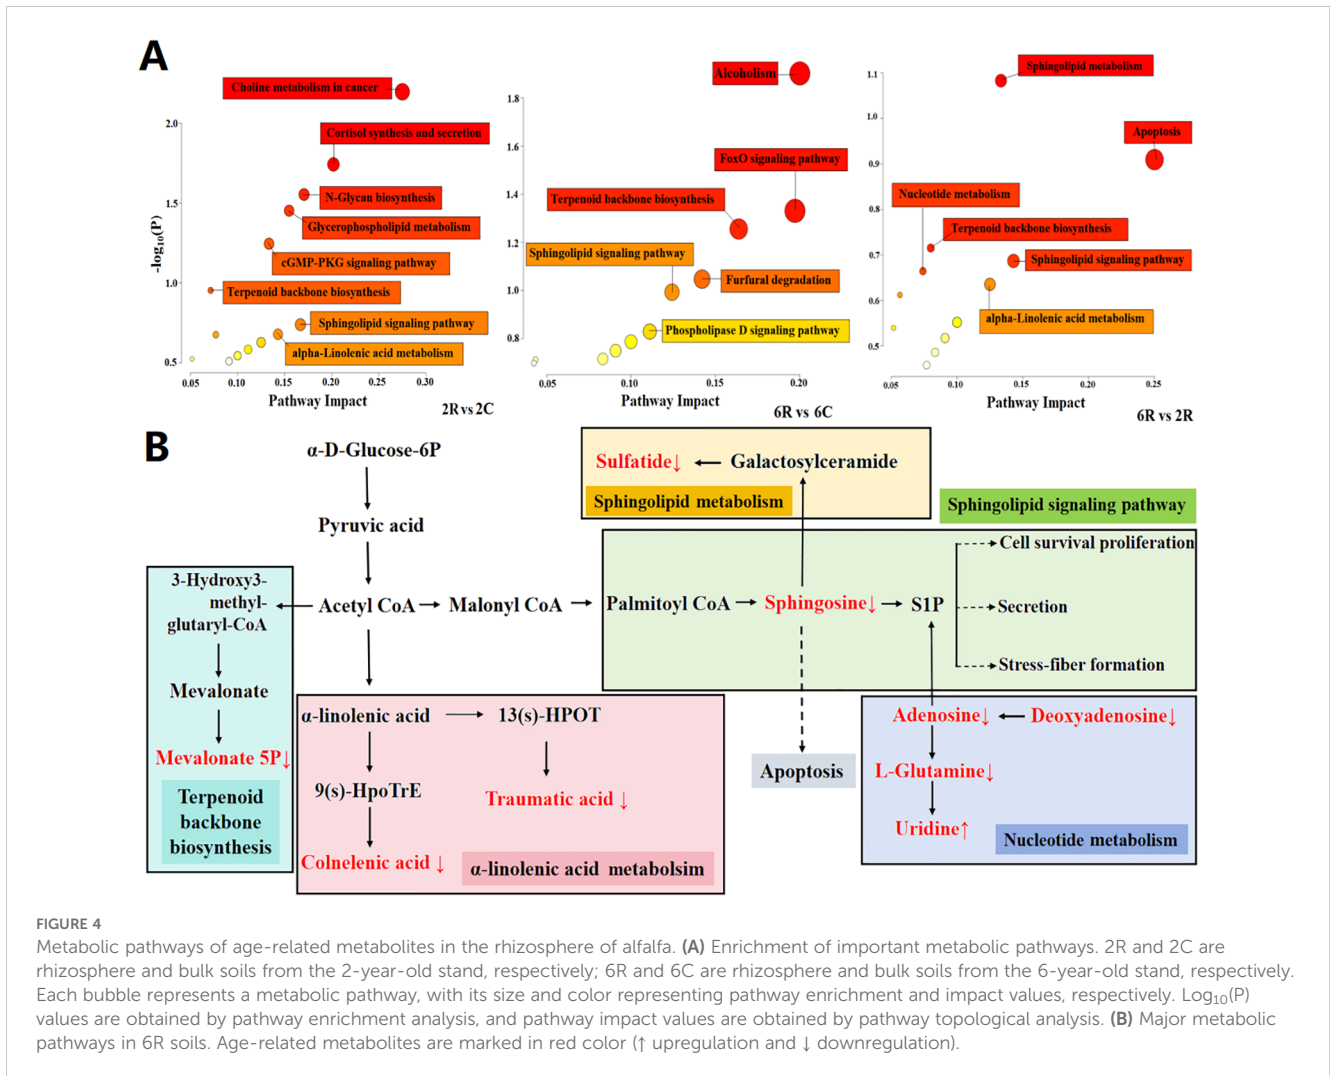 A
Choline metabolism in cancer
Cortisol synthesis and secretion
N-Glycan biosynthesis
Glycerophospholipid metabolism
cGMP-PKG signaling pathway
Terpenoid backbone biosynthesis
Sphingolipid signaling pathway
alpha-Linolenic acid metabolism
2.0
1.5
1.0
0.5
-log10(P)
0.05 0.10 0.15 0.20 0.25 0.30
Pathway Impact
2R vs 2C
Alcoholism
FoxO signaling pathway
Terpenoid backbone biosynthesis
Sphingolipid signaling pathway
Furfural degradation
Phospholipase D signaling pathway
1.8
1.6
1.4
1.2
1.0
0.8
0.05 0.10 0.15 0.20
Pathway Impact
6R vs 6C
Sphingolipid metabolism
Apoptosis
Nucleotide metabolism
Terpenoid backbone biosynthesis
Sphingolipid signaling pathway
alpha-Linolenic acid metabolism
1.1
1.0
0.9
0.8
0.7
0.6
0.5
0.05 0.10 0.15 0.20 0.25
Pathway Impact
6R vs 2R
B
α-D-Glucose-6P
Pyruvic acid
3-Hydroxy3-
methyl-
glutaryl-CoA
Acetyl CoA
Malonyl CoA
Palmitoyl CoA
Sphingosine↓
S1P
Sulfatide↓
Galactosylceramide
Sphingolipid metabolism
Sphingolipid signaling pathway
Cell survival proliferation
Secretion
Stress-fiber formation
Mevalonate
Mevalonate 5P↓
Terpenoid
backbone
biosynthesis
α-linolenic acid
13(s)-HPOT
9(s)-HpoTrE
Traumatic acid ↓
Colnelenic acid ↓
α-linolenic acid metabolsim
Apoptosis
Adenosine↓
Deoxyadenosine↓
L-Glutamine↓
Uridine↑
Nucleotide metabolism
FIGURE 4
Metabolic pathways of age-related metabolites in the rhizosphere of alfalfa. (A) Enrichment of important metabolic pathways. 2R and 2C are
rhizosphere and bulk soils from the 2-year-old stand, respectively; 6R and 6C are rhizosphere and bulk soils from the 6-year-old stand, respectively.
Each bubble represents a metabolic pathway, with its size and color representing pathway enrichment and impact values, respectively. Log10(P)
values are obtained by pathway enrichment analysis, and pathway impact values are obtained by pathway topological analysis. (B) Major metabolic
pathways in 6R soils. Age-related metabolites are marked in red color (↑ upregulation and ↓ downregulation).